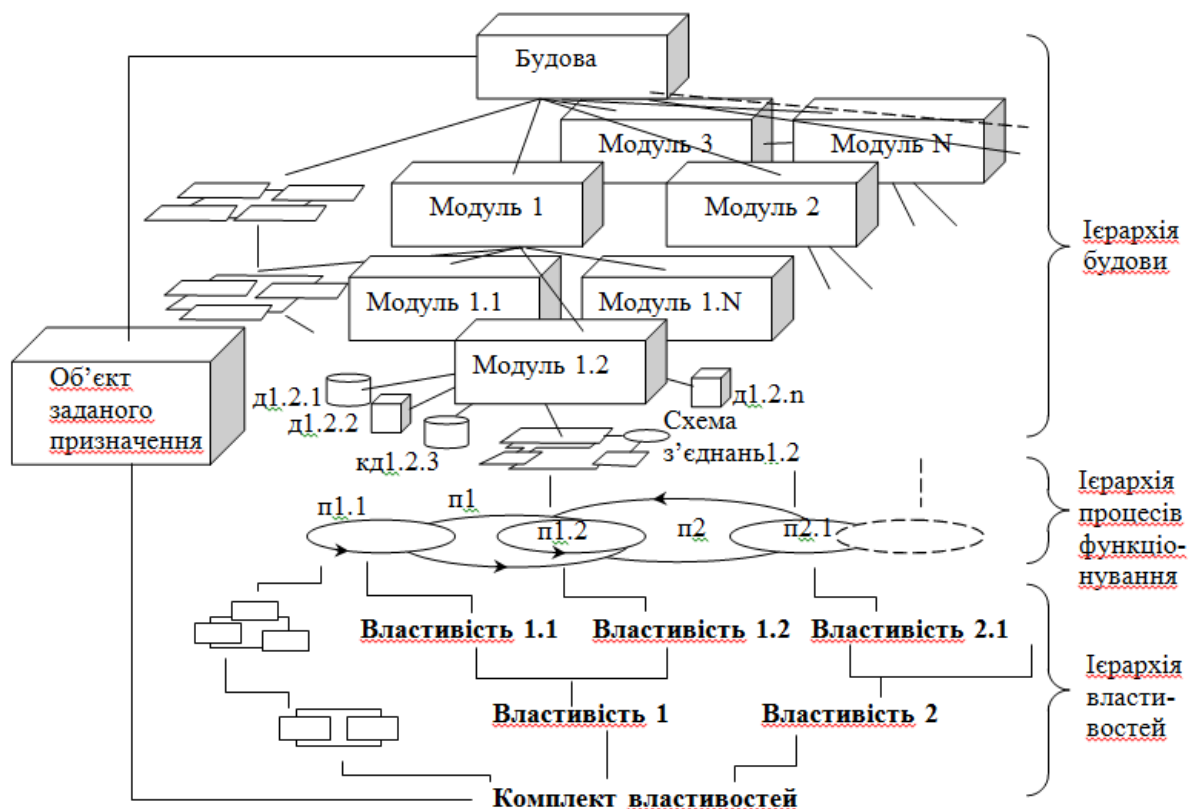 Будова
Модуль 3
Модуль N
Модуль 1
Модуль 2
Ієрархія
будови
Модуль 1.1
Модуль 1.N
Модуль 1.2
Об’єкт
заданого
призначення
д1.2.1
д1.2.2
кд1.2.3
д1.2.n
Схема
з’єднань1.2
Ієрархія
процесів
функціо-
нування
п1.1
п1
п1.2
п2
п2.1
Властивість 1.1
Властивість 1.2
Властивість 2.1
Ієрархія
власти-
востей
Властивість 1
Властивість 2
Комплект властивостей